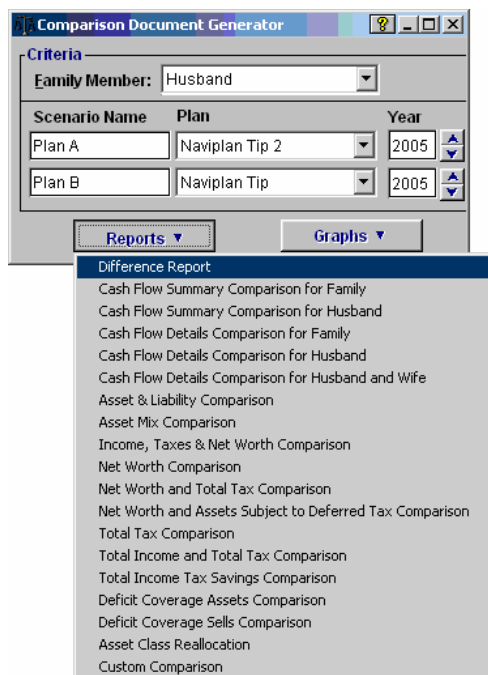 Comparison Document Generator
Criteria
Family Member: Husband
Scenario Name Plan Year
Plan A Naviplan Tip 2 2005
Plan B Naviplan Tip 2005
Reports Graphs
Difference Report
Cash Flow Summary Comparison for Family
Cash Flow Summary Comparison for Husband
Cash Flow Details Comparison for Family
Cash Flow Details Comparison for Husband
Cash Flow Details Comparison for Husband and Wife
Asset & Liability Comparison
Asset Mix Comparison
Income, Taxes & Net Worth Comparison
Net Worth Comparison
Net Worth and Total Tax Comparison
Net Worth and Assets Subject to Deferred Tax Comparison
Total Tax Comparison
Total Income and Total Tax Comparison
Total Income Tax Savings Comparison
Deficit Coverage Assets Comparison
Deficit Coverage Sells Comparison
Asset Class Reallocation
Custom Comparison